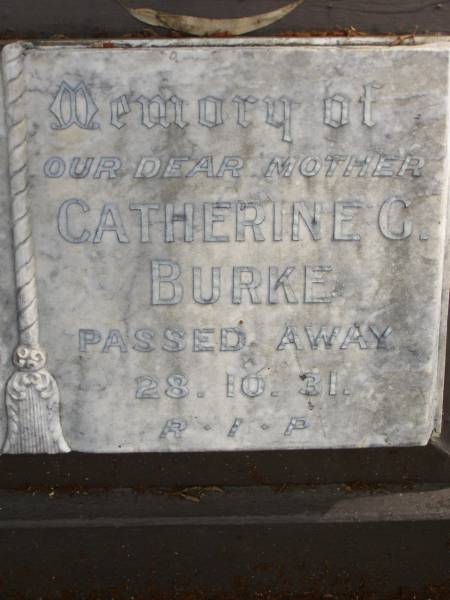 Memory of
OUR DEAR MOTHER
CATHERINE G.
BURKE
PASSED AWAY
28. 10. 31.
R · I · P